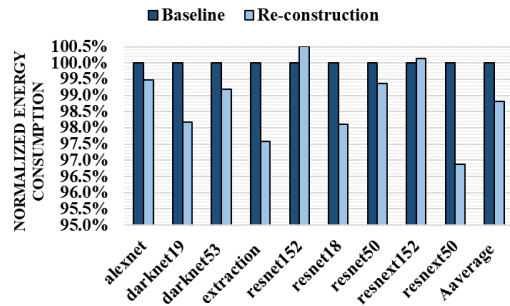 Baseline Re-construction
NORMALIZED ENERGY
CONSUMPTION
100.5%
100.0%
99.5%
99.0%
98.5%
98.0%
97.5%
97.0%
96.5%
96.0%
95.5%
95.0%
alexnet
darknet19
darknet53
extraction
resnet152
resnet18
resnet50
resnext152
resnext50
Aaverage